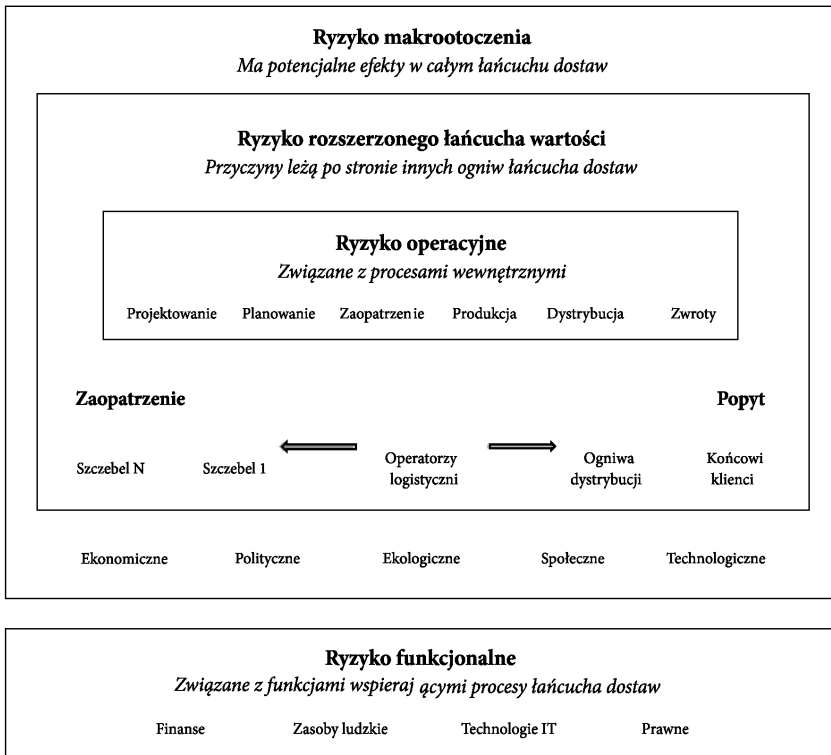 Ryzyko makrootoczenia
Ma potencjalne efekty w całym łańcuchu dostaw
Ryzyko rozszerzonego łańcucha wartości
Przyczyny leżą po stronie innych ogniw łańcucha dostaw
Ryzyko operacyjne
Związane z procesami wewnętrznymi
Projektowanie Planowanie Zaopatrzenie Produkcja Dystrybucja Zwroty
Zaopatrzenie Popyt
Szczebel N Szczebel 1 Operatorzy logistyczni Ogniwa dystrybucji Końcowi klienci
Ekonomiczne Polityczne Ekologiczne Społeczne Technologiczne
Ryzyko funkcjonalne
Związane z funkcjami wspieraj ącymi procesy łańcucha dostaw
Finanse Zasoby ludzkie Technologie IT Prawne